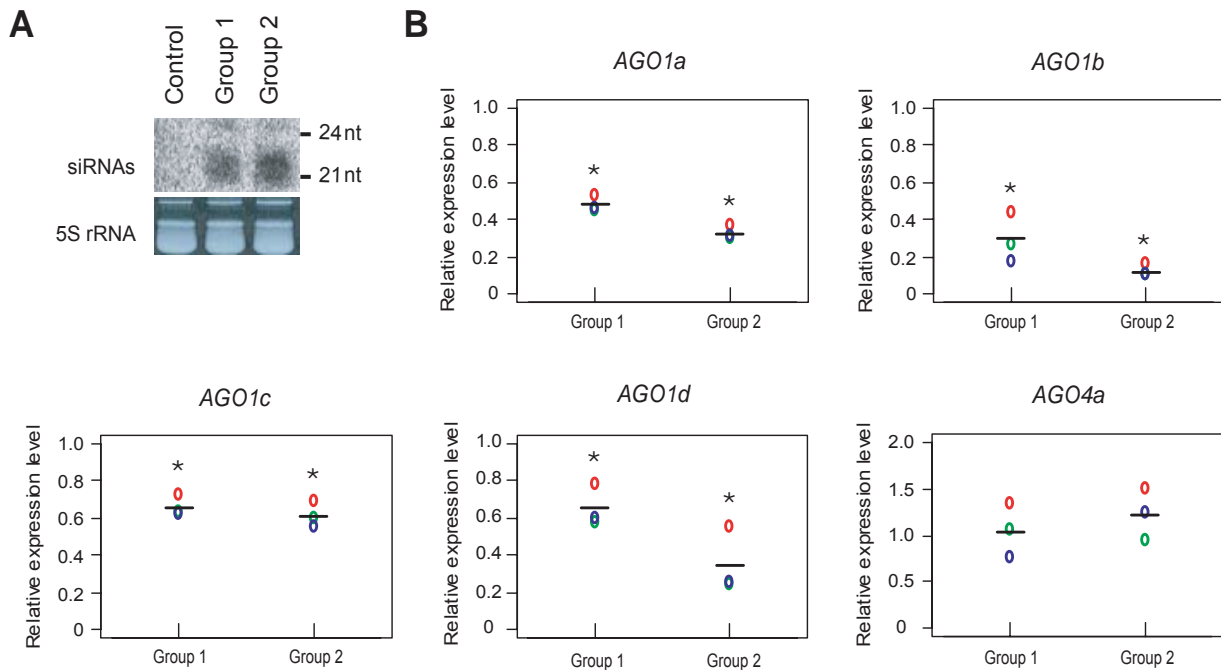 A
Control
Group 1
Group 2
24nt
siRNAs
21nt
5S rRNA
B
AGO1a
Relative expression level
1.0
0.8
0.6
0.4
0.2
0
*
*
Group 1
Group 2
AGO1b
Relative expression level
1.0
0.8
0.6
0.4
0.2
0
*
*
Group 1
Group 2
AGO1c
Relative expression level
1.0
0.8
0.6
0.4
0.2
0
*
*
Group 1
Group 2
AGO1d
Relative expression level
1.0
0.8
0.6
0.4
0.2
0
*
*
Group 1
Group 2
AGO4a
Relative expression level
2.0
1.5
1.0
0.5
0
Group 1
Group 2